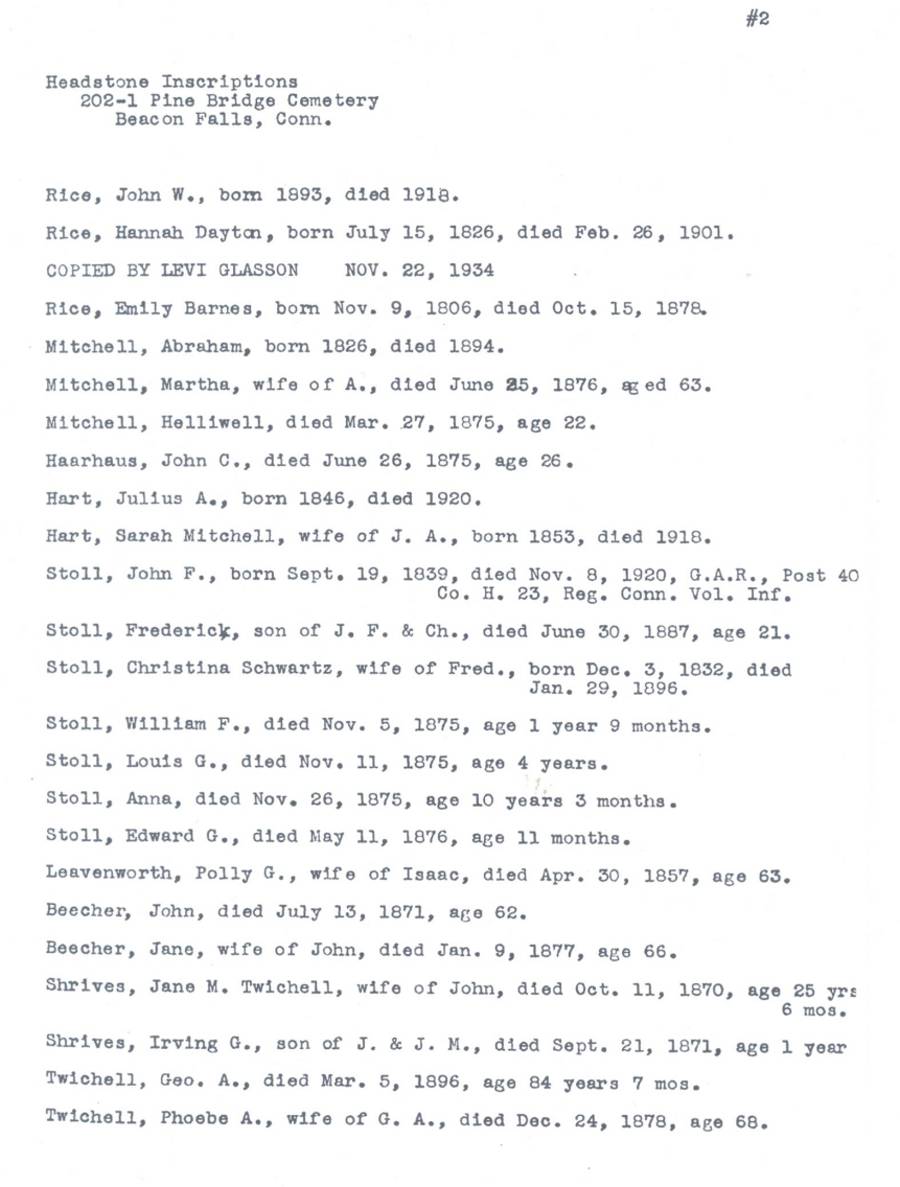 #2
Headstone Inscriptions
202-1 Pine Bridge Cemetery
Beacon Falls, Conn.
Rice, John W., born 1893, died 1918.
Rice, Hannah Dayton, born July 15, 1826, died Feb. 26, 1901.
COPIED BY LEVI GLASSON NOV. 22, 1934
Rice, Emily Barnes, born Nov. 9, 1806, died Oct. 15, 1878.
Mitchell, Abraham, born 1826, died 1894.
Mitchell, Martha, wife of A., died June 25, 1876, aged 63.
Mitchell, Helliwell, died Mar. 27, 1875, age 22.
Haarhaus, John C., died June 26, 1875, age 26.
Hart, Julius A., born 1846, died 1920.
Hart, Sarah Mitchell, wife of J. A., born 1853, died 1918.
Stoll, John F., born Sept. 19, 1839, died Nov. 8, 1920, G.A.R., Post 40
Co. H. 23, Reg. Conn. Vol. Inf.
Stoll, Frederick, son of J. F. & Ch., died June 30, 1887, age 21.
Stoll, Christina Schwartz, wife of Fred., born Dec. 3, 1832, died
Jan. 29, 1896.
Stoll, William F., died Nov. 5, 1875, age 1 year 9 months.
Stoll, Louis G., died Nov. 11, 1875, age 4 years.
Stoll, Anna, died Nov. 26, 1875, age 10 years 3 months.
Stoll, Edward G., died May 11, 1876, age 11 months.
Leavenworth, Polly G., wife of Isaac, died Apr. 30, 1857, age 63.
Beecher, John, died July 13, 1871, age 62.
Beecher, Jane, wife of John, died Jan. 9, 1877, age 66.
Shrives, Jane M. Twichell, wife of John, died Oct. 11, 1870, age 25 yrs
6 mos.
Shrives, Irving G., son of J. & J. M., died Sept. 21, 1871, age 1 year
Twichell, Geo. A., died Mar. 5, 1896, age 84 years 7 mos.
Twichell, Phoebe A., wife of G. A., died Dec. 24, 1878, age 68.